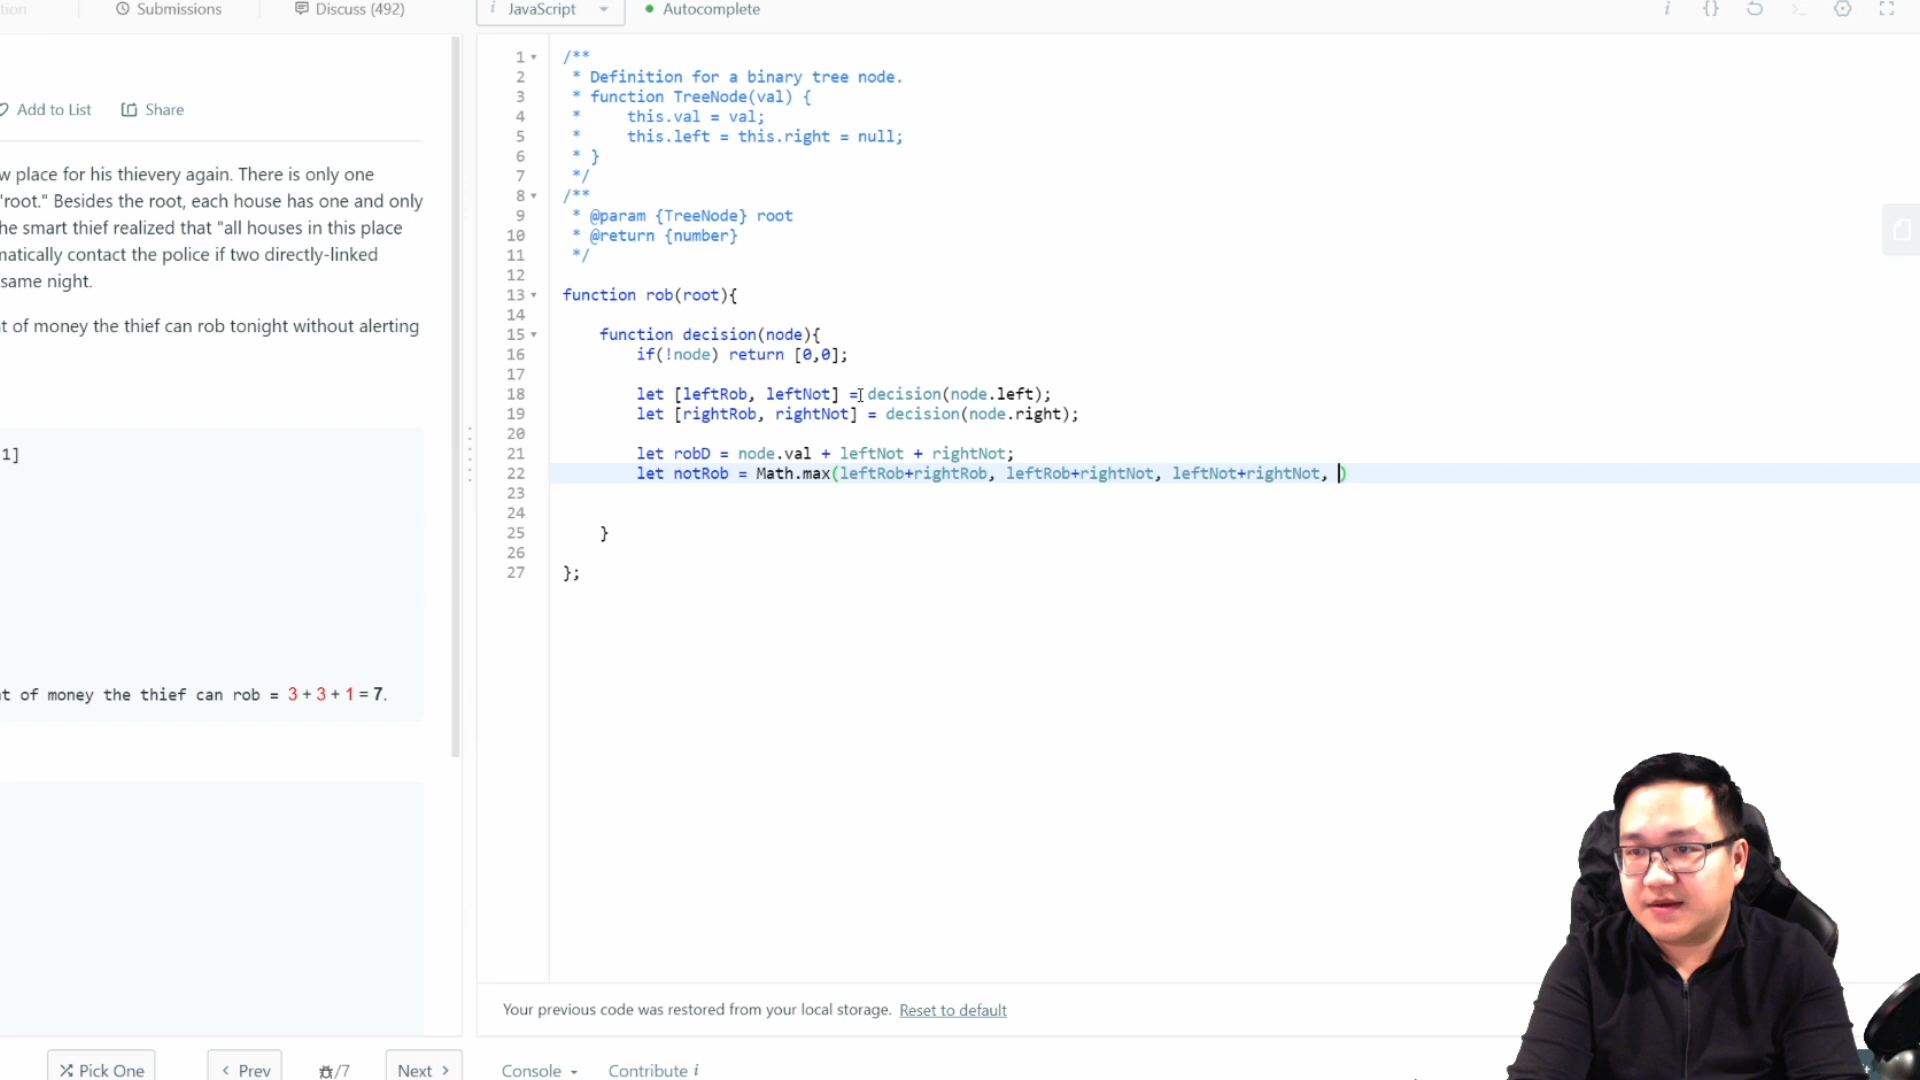 tion
Submissions
Discuss (492)
i JavaScript
Autocomplete
Add to List
Share
w place for his thievery again. There is only one
"root." Besides the root, each house has one and only
he smart thief realized that "all houses in this place
matically contact the police if two directly-linked
same night.
t of money the thief can rob tonight without alerting
1]
t of money the thief can rob = 3 + 3 + 1 = 7.
1 /**
2 * Definition for a binary tree node.
3 * function TreeNode(val) {
4 *     this.val = val;
5 *     this.left = this.right = null;
6 * }
7 */
8 /**
9 * @param {TreeNode} root
10 * @return {number}
11 */
12
13 function rob(root){
14
15     function decision(node){
16         if(!node) return [0,0];
17
18         let [leftRob, leftNot] = decision(node.left);
19         let [rightRob, rightNot] = decision(node.right);
20
21         let robD = node.val + leftNot + rightNot;
22         let notRob = Math.max(leftRob+rightRob, leftRob+rightNot, leftNot+rightNot, )
23
24
25     }
26
27 };
Your previous code was restored from your local storage. Reset to default
Pick One
< Prev
/7
Next >
Console
Contribute i